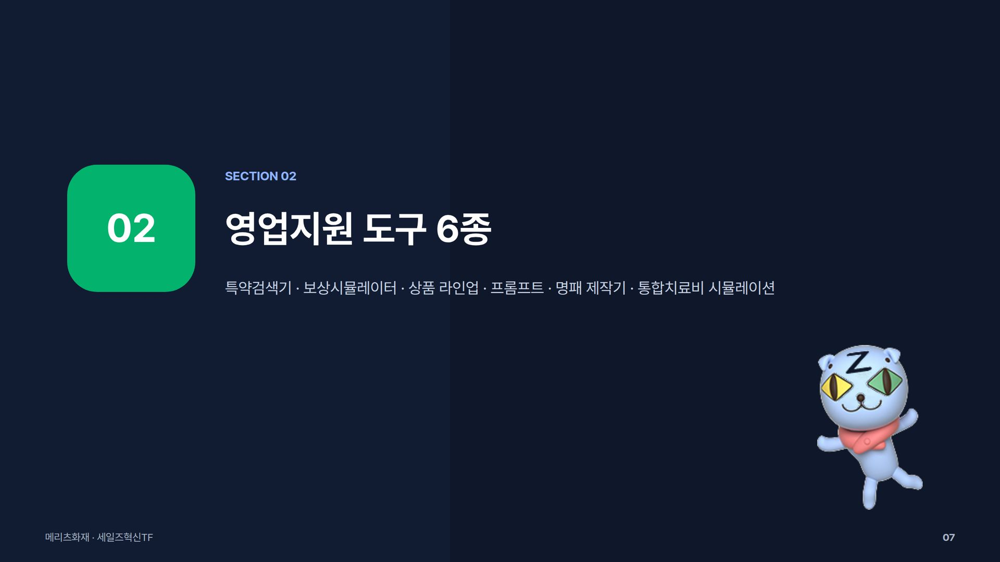 02
SECTION 02
영업지원 도구 6종
특약검색기 · 보상시뮬레이터 · 상품 라인업 · 프롬프트 · 명패 제작기 · 통합치료비 시뮬레이션
Z
메리츠화재 · 세일즈혁신TF
07